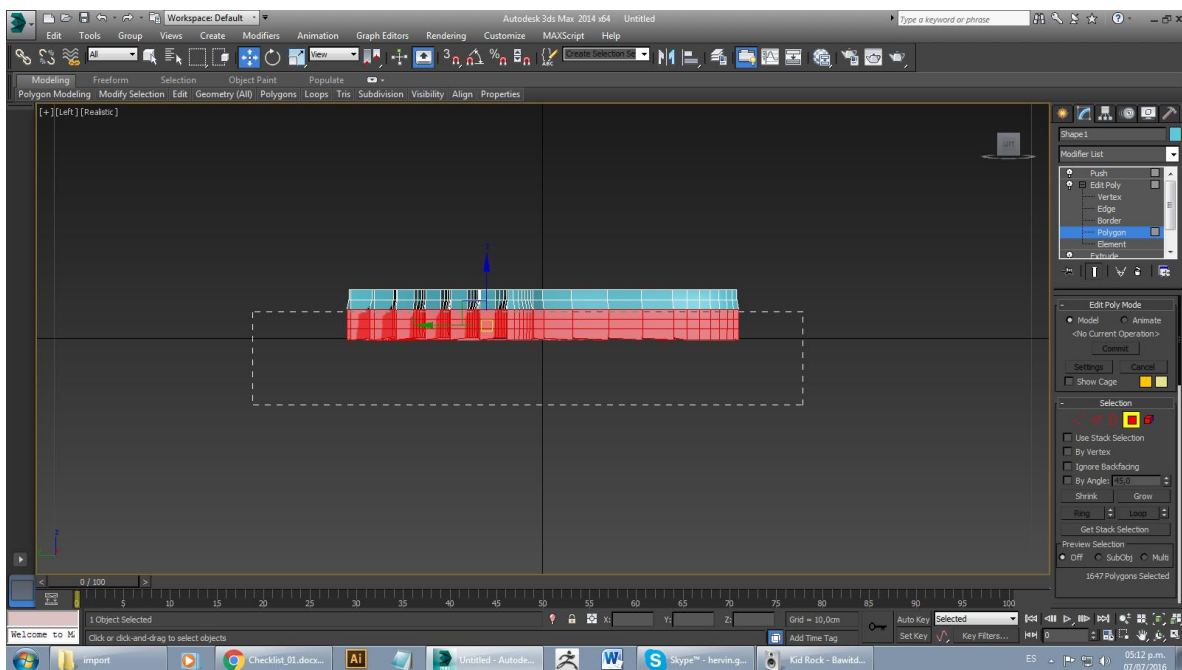 Workspace: Default
Autodesk 3ds Max 2014 x64 Untitled
Type a keyword or phrase
Edit Tools Group Views Create Modifiers Animation Graph Editors Rendering Customize MAXScript Help
All
View
3
Create Selection Se
Modeling Freeform Selection Object Paint Populate
Polygon Modeling Modify Selection Edit Geometry (All) Polygons Loops Tris Subdivision Visibility Align Properties
[+] [Left] [Realistic]
Shape1
Modifier List
Push
Edit Poly
Vertex
Edge
Border
Polygon
Element
Extrude
- Edit Poly Mode
Model Animate
<No Current Operation>
Commit
Settings Cancel
Show Cage
- Selection
Use Stack Selection
By Vertex
Ignore Backfacing
By Angle: 45,0
Shrink Grow
Ring Loop
Get Stack Selection
Preview Selection
Off SubObj Multi
1647 Polygons Selected
z
< 0 / 100 >
0 5 10 15 20 25 30 35 40 45 50 55 60 65 70 75 80 85 90 95 100
1 Object Selected
X: Y: Z:
Grid = 10,0cm
Auto Key Selected
Welcome to M
Click or click-and-drag to select objects
Add Time Tag
Set Key Key Filters...
0
import
Checklist_01.docx...
Ai
Untitled - Autode...
W
Skype™ - hervin.g...
Kid Rock - Bawitd...
ES
05:12 p.m.
07/07/2016